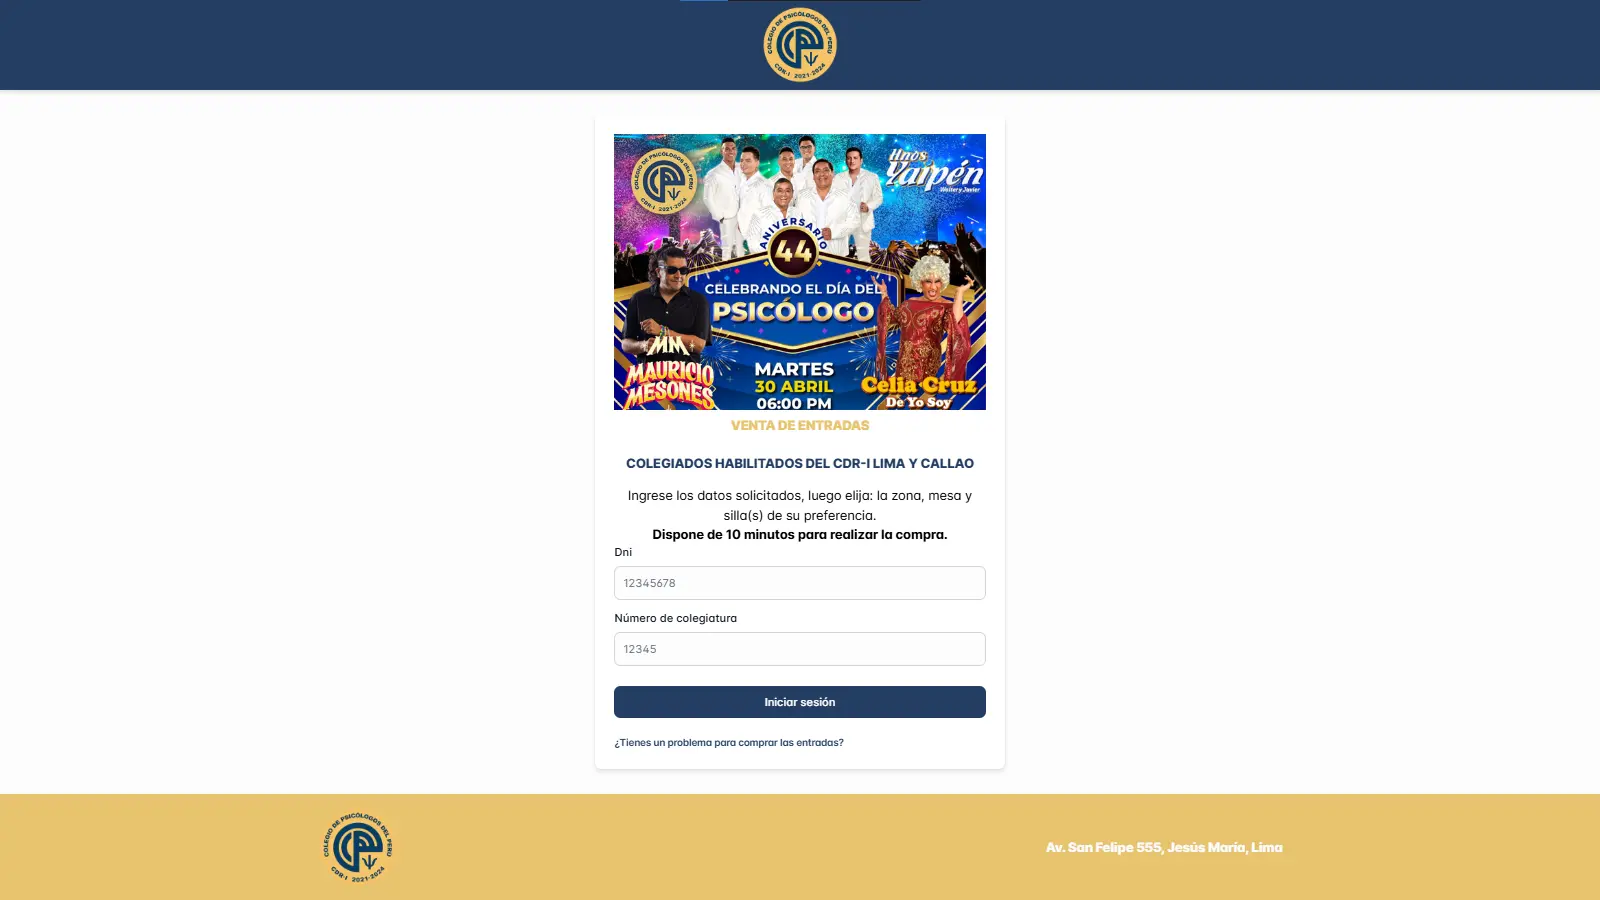 COLEGIO DE PSICÓLOGOS DEL PERÚ
CDR-I 2021-2024
COLEGIO DE PSICÓLOGOS DEL PERÚ
CDR-I 2021-2024
Hnos
Yaipén
Walter y Javier
ANIVERSARIO
44
CELEBRANDO EL DÍA DEL
PSICÓLOGO
MM
MAURICIO
MESONES
MARTES
30 ABRIL
06:00 PM
Celia Cruz
De Yo Soy
VENTA DE ENTRADAS
COLEGIADOS HABILITADOS DEL CDR-I LIMA Y CALLAO
Ingrese los datos solicitados, luego elija: la zona, mesa y
silla(s) de su preferencia.
Dispone de 10 minutos para realizar la compra.
Dni
12345678
Número de colegiatura
12345
Iniciar sesión
¿Tienes un problema para comprar las entradas?
COLEGIO DE PSICÓLOGOS DEL PERÚ
CDR-I 2021-2024
Av. San Felipe 555, Jesús María, Lima